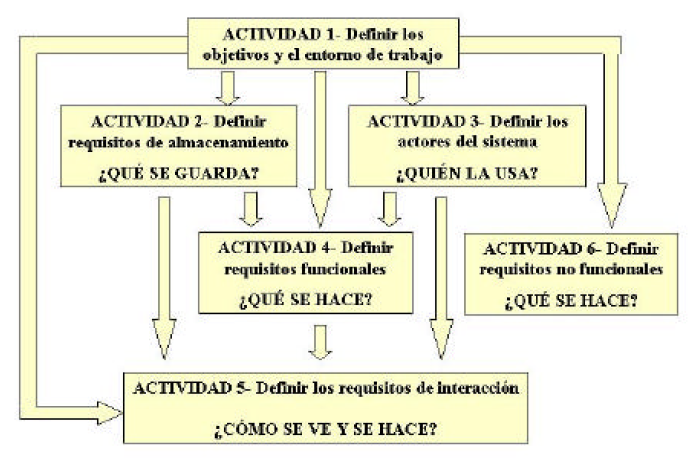 ACTIVIDAD 1- Definir los
objetivos y el entorno de trabajo
ACTIVIDAD 2- Definir
requisitos de almacenamiento
¿QUÉ SE GUARDA?
ACTIVIDAD 3- Definir los
actores del sistema
¿QUIÉN LA USA?
ACTIVIDAD 4- Definir
requisitos funcionales
¿QUÉ SE HACE?
ACTIVIDAD 6- Definir
requisitos no funcionales
¿QUÉ SE HACE?
ACTIVIDAD 5- Definir los requisitos de interacción
¿CÓMO SE VE Y SE HACE?